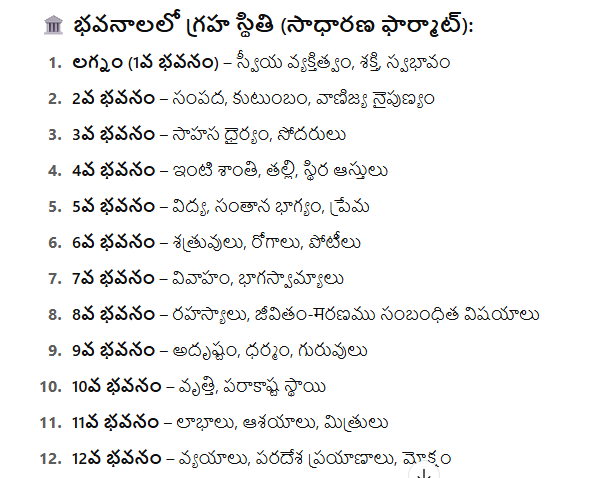 🏛 భవనాలలో గ్రహ స్థితి (సాధారణ ఫార్మాట్):
1. లగ్నం (1వ భవనం) – స్వీయ వ్యక్తిత్వం, శక్తి, స్వభావం
2. 2వ భవనం – సంపద, కుటుంబం, వాణిజ్య నైపుణ్యం
3. 3వ భవనం – సాహస ధైర్యం, సోదరులు
4. 4వ భవనం – ఇంటి శాంతి, తల్లి, స్థిర ఆస్తులు
5. 5వ భవనం – విద్య, సంతాన భాగ్యం, ప్రేమ
6. 6వ భవనం – శత్రువులు, రోగాలు, పోటీలు
7. 7వ భవనం – వివాహం, భాగస్వామ్యాలు
8. 8వ భవనం – రహస్యాలు, జీవితం-मరణము సంబంధిత విషయాలు
9. 9వ భవనం – అదృష్టం, ధర్మం, గురువులు
10. 10వ భవనం – వృత్తి, పరాకాష్ట స్థాయి
11. 11వ భవనం – లాభాలు, ఆశయాలు, మిత్రులు
12. 12వ భవనం – వ్యయాలు, పరదేశ ప్రయాణాలు, మోక్షం